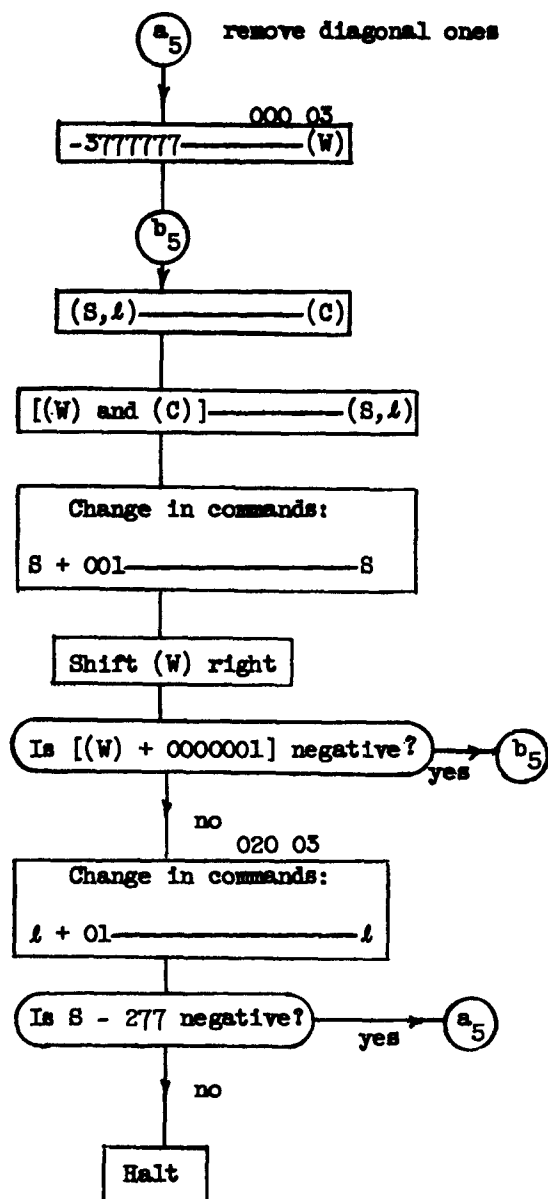 a5 remove diagonal ones
000 03
-3777777 (W)
b5
(S,ℓ) (C)
[(W) and (C)] (S,ℓ)
Change in commands:
S + 001 S
Shift (W) right
Is [(W) + 0000001] negative?
yes b5
no
020 03
Change in commands:
ℓ + 01 ℓ
Is S - 277 negative?
yes a5
no
Halt